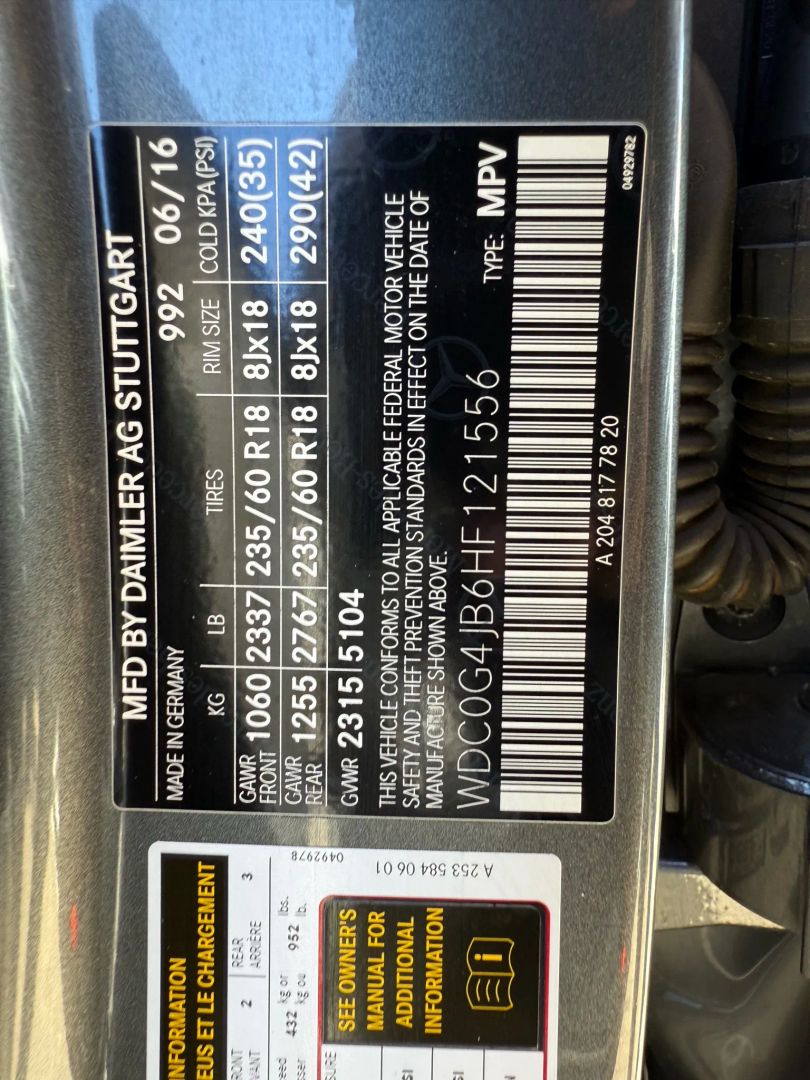 MFD BY DAIMLER AG STUTTGART
MADE IN GERMANY 992 06/16
KG LB TIRES RIM SIZE COLD KPA(PSI)
GAWR FRONT 1060 2337 235/60 R18 8Jx18 240(35)
GAWR REAR 1255 2767 235/60 R18 8Jx18 290(42)
GVWR 2315 5104
THIS VEHICLE CONFORMS TO ALL APPLICABLE FEDERAL MOTOR VEHICLE
SAFETY AND THEFT PREVENTION STANDARDS IN EFFECT ON THE DATE OF
MANUFACTURE SHOWN ABOVE.
WDC0G4JB6HF121556 TYPE: MPV
A 204 817 78 20
04929782
INFORMATION
ET LE CHARGEMENT
2 REAR 3
ARRIÈRE
432 kg or 952 lbs.
kg ou lb.
SEE OWNER'S
MANUAL FOR
ADDITIONAL
INFORMATION
A 253 584 06 01
0492978